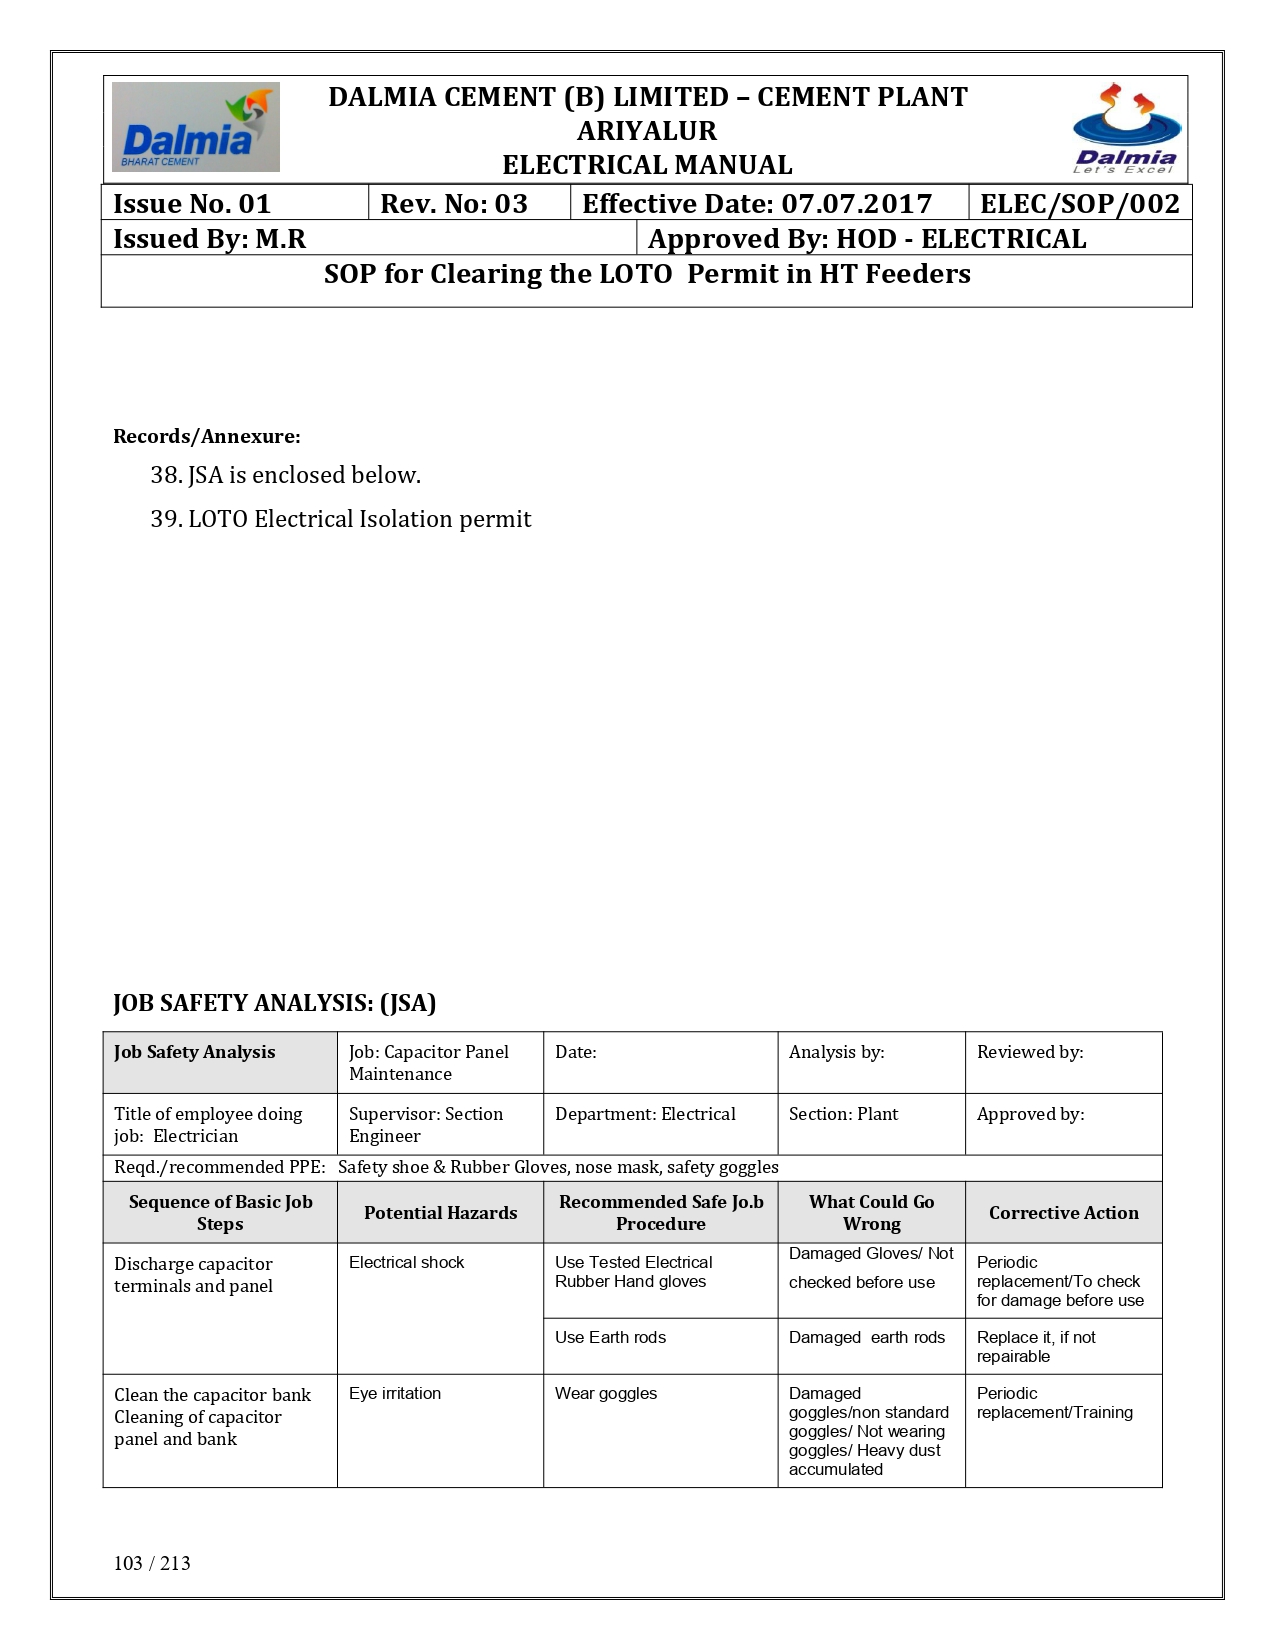 Dalmia
BHARAT CEMENT
DALMIA CEMENT (B) LIMITED – CEMENT PLANT
ARIYALUR
ELECTRICAL MANUAL
Dalmia
Let's Excel
Issue No. 01 Rev. No: 03 Effective Date: 07.07.2017 ELEC/SOP/002
Issued By: M.R Approved By: HOD - ELECTRICAL
SOP for Clearing the LOTO  Permit in HT Feeders
Records/Annexure:
38. JSA is enclosed below.
39. LOTO Electrical Isolation permit
JOB SAFETY ANALYSIS: (JSA)
Job Safety Analysis
Job: Capacitor Panel
Maintenance
Date:
Analysis by:
Reviewed by:
Title of employee doing
job:  Electrician
Supervisor: Section
Engineer
Department: Electrical
Section: Plant
Approved by:
Reqd./recommended PPE:   Safety shoe & Rubber Gloves, nose mask, safety goggles
Sequence of Basic Job
Steps
Potential Hazards
Recommended Safe Jo.b
Procedure
What Could Go
Wrong
Corrective Action
Discharge capacitor
terminals and panel
Electrical shock
Use Tested Electrical
Rubber Hand gloves
Damaged Gloves/ Not
checked before use
Periodic
replacement/To check
for damage before use
Use Earth rods
Damaged  earth rods
Replace it, if not
repairable
Clean the capacitor bank
Cleaning of capacitor
panel and bank
Eye irritation
Wear goggles
Damaged
goggles/non standard
goggles/ Not wearing
goggles/ Heavy dust
accumulated
Periodic
replacement/Training
103 / 213